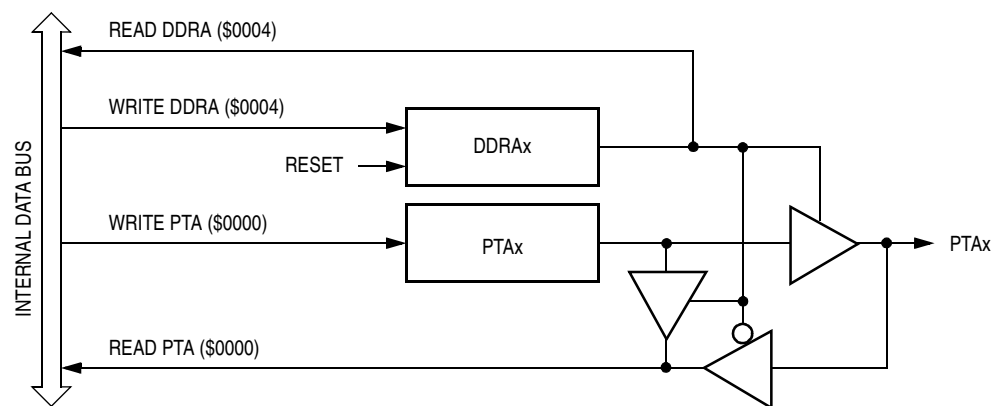 READ DDRA ($0004)
WRITE DDRA ($0004)
DDRAx
RESET
INTERNAL DATA BUS
WRITE PTA ($0000)
PTAx
PTAx
READ PTA ($0000)